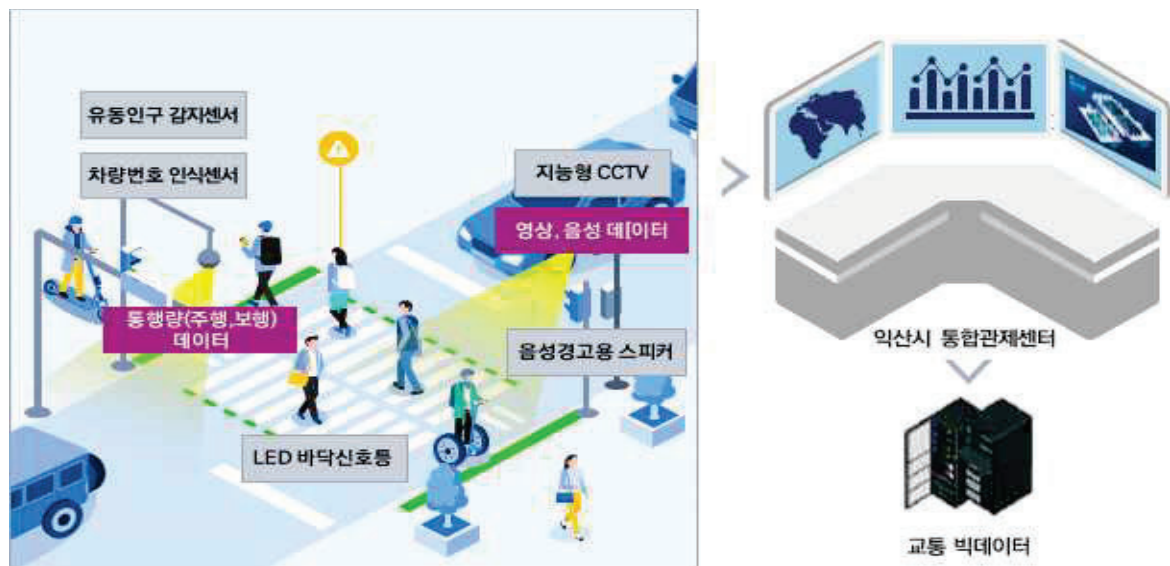 유동인구 감지센서
차량번호 인식센서
지능형 CCTV
영상, 음성 데[이터
통행량(주행,보행)
데이터
음성경고용 스피커
LED 바닥신호등
익산시 통합관제센터
교통 빅데이터